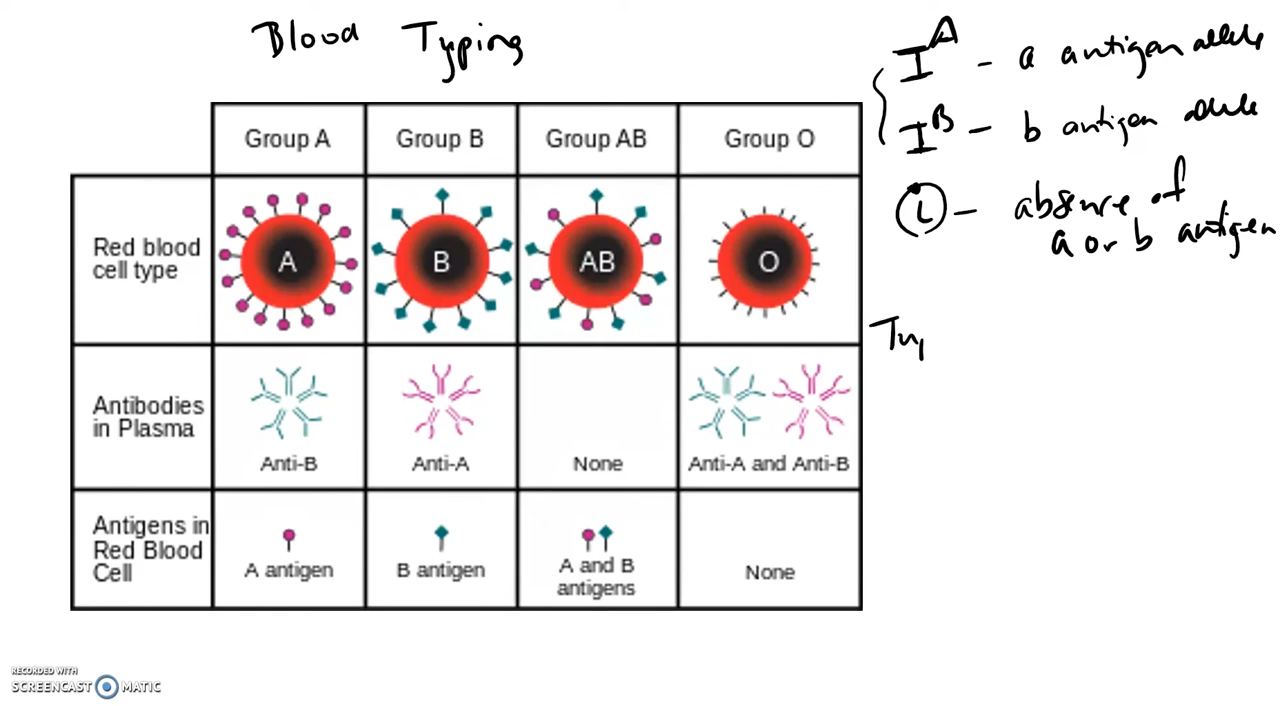 Blood Typing
I^A - a antigen allele
I^B - b antigen allele
i - absence of
a or b antigen
Group A
Group B
Group AB
Group O
Red blood
cell type
A
B
AB
O
Antibodies
in Plasma
Anti-B
Anti-A
None
Anti-A and Anti-B
Antigens in
Red Blood
Cell
A antigen
B antigen
A and B
antigens
None
RECORDED WITH
SCREENCAST MATIC